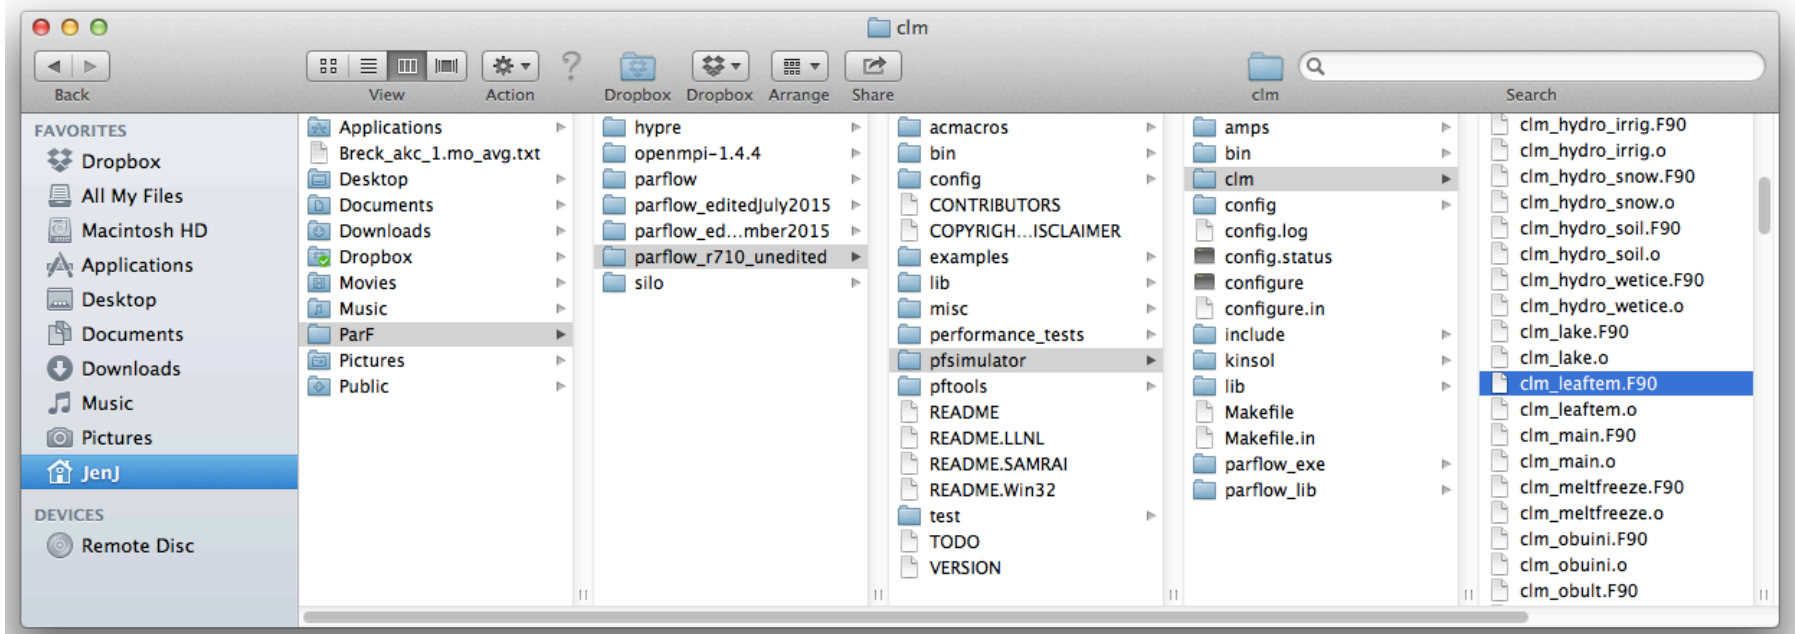 clm
Back
View
Action
Dropbox
Dropbox
Arrange
Share
clm
Search
FAVORITES
Dropbox
All My Files
Macintosh HD
Applications
Desktop
Documents
Downloads
Music
Pictures
JenJ
DEVICES
Remote Disc
Applications
Breck_akc_1.mo_avg.txt
Desktop
Documents
Downloads
Dropbox
Movies
Music
ParF
Pictures
Public
hypre
openmpi-1.4.4
parflow
parflow_editedJuly2015
parflow_ed...mber2015
parflow_r710_unedited
silo
acmacros
bin
config
CONTRIBUTORS
COPYRIGH...ISCLAIMER
examples
lib
misc
performance_tests
pfsimulator
pftools
README
README.LLNL
README.SAMRAI
README.Win32
test
TODO
VERSION
amps
bin
clm
config
config.log
config.status
configure
configure.in
include
kinsol
lib
Makefile
Makefile.in
parflow_exe
parflow_lib
clm_hydro_irrig.F90
clm_hydro_irrig.o
clm_hydro_snow.F90
clm_hydro_snow.o
clm_hydro_soil.F90
clm_hydro_soil.o
clm_hydro_wetice.F90
clm_hydro_wetice.o
clm_lake.F90
clm_lake.o
clm_leaftem.F90
clm_leaftem.o
clm_main.F90
clm_main.o
clm_meltfreeze.F90
clm_meltfreeze.o
clm_obuini.F90
clm_obuini.o
clm_obult.F90